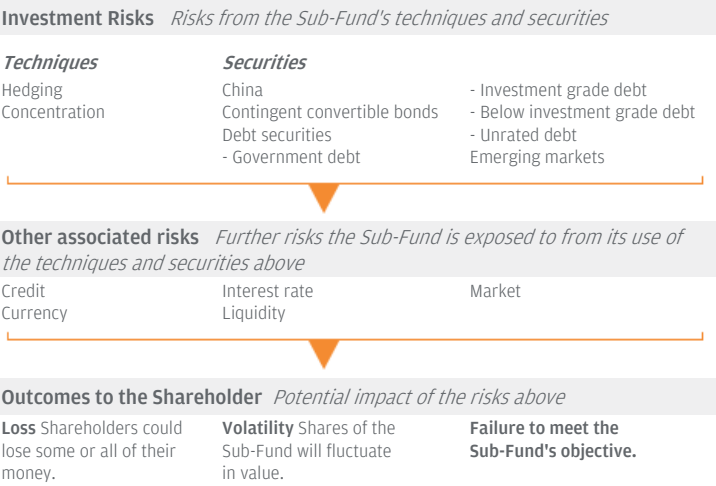 Investment Risks Risks from the Sub-Fund's techniques and securities
Techniques
Hedging
Concentration
Securities
China
Contingent convertible bonds
Debt securities
- Government debt
- Investment grade debt
- Below investment grade debt
- Unrated debt
Emerging markets
Other associated risks Further risks the Sub-Fund is exposed to from its use of
the techniques and securities above
Credit
Currency
Interest rate
Liquidity
Market
Outcomes to the Shareholder Potential impact of the risks above
Loss Shareholders could
lose some or all of their
money.
Volatility Shares of the
Sub-Fund will fluctuate
in value.
Failure to meet the
Sub-Fund's objective.